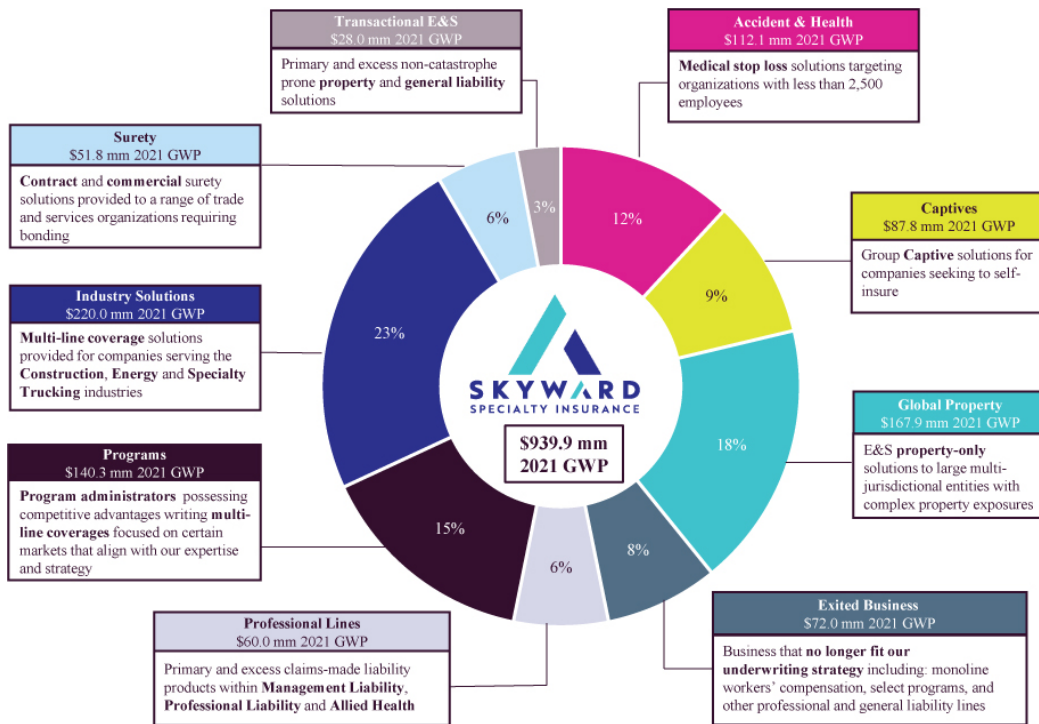 Transactional E&S
$28.0 mm 2021 GWP
Primary and excess non-catastrophe
prone property and general liability
solutions
Accident & Health
$112.1 mm 2021 GWP
Medical stop loss solutions targeting
organizations with less than 2,500
employees
Surety
$51.8 mm 2021 GWP
Contract and commercial surety
solutions provided to a range of trade
and services organizations requiring
bonding
Captives
$87.8 mm 2021 GWP
Group Captive solutions for
companies seeking to self-
insure
Industry Solutions
$220.0 mm 2021 GWP
Multi-line coverage solutions
provided for companies serving the
Construction, Energy and Specialty
Trucking industries
Global Property
$167.9 mm 2021 GWP
E&S property-only
solutions to large multi-
jurisdictional entities with
complex property exposures
Programs
$140.3 mm 2021 GWP
Program administrators possessing
competitive advantages writing multi-
line coverages focused on certain
markets that align with our expertise
and strategy
Professional Lines
$60.0 mm 2021 GWP
Primary and excess claims-made liability
products within Management Liability,
Professional Liability and Allied Health
Exited Business
$72.0 mm 2021 GWP
Business that no longer fit our
underwriting strategy including: monoline
workers' compensation, select programs, and
other professional and general liability lines
3%
12%
6%
9%
23%
18%
15%
8%
6%
SKYWARD
SPECIALTY INSURANCE
$939.9 mm
2021 GWP